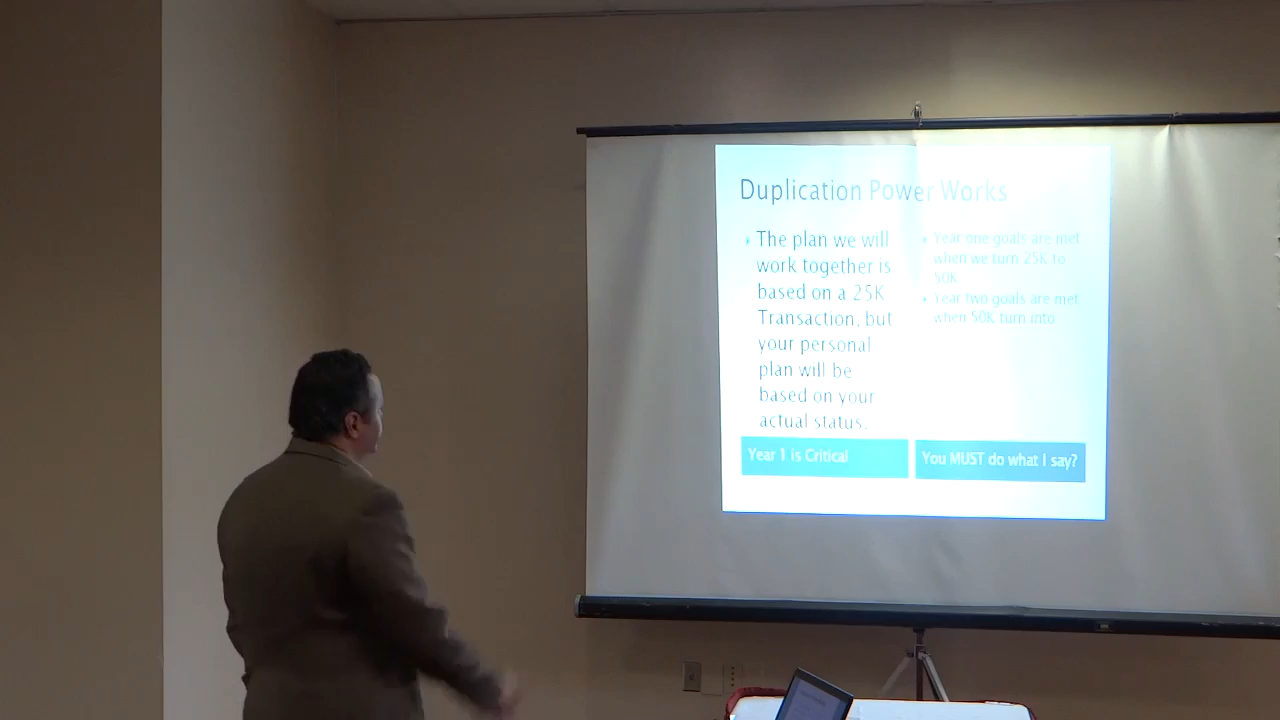 Duplication Power Works
The plan we will
work together is
based on a 25K
Transaction, but
your personal
plan will be
based on your
actual status.
Year one goals are met
when we turn 25K to
50K
Year two goals are met
when 50K turn into
Year 1 is Critical
You MUST do what I say?